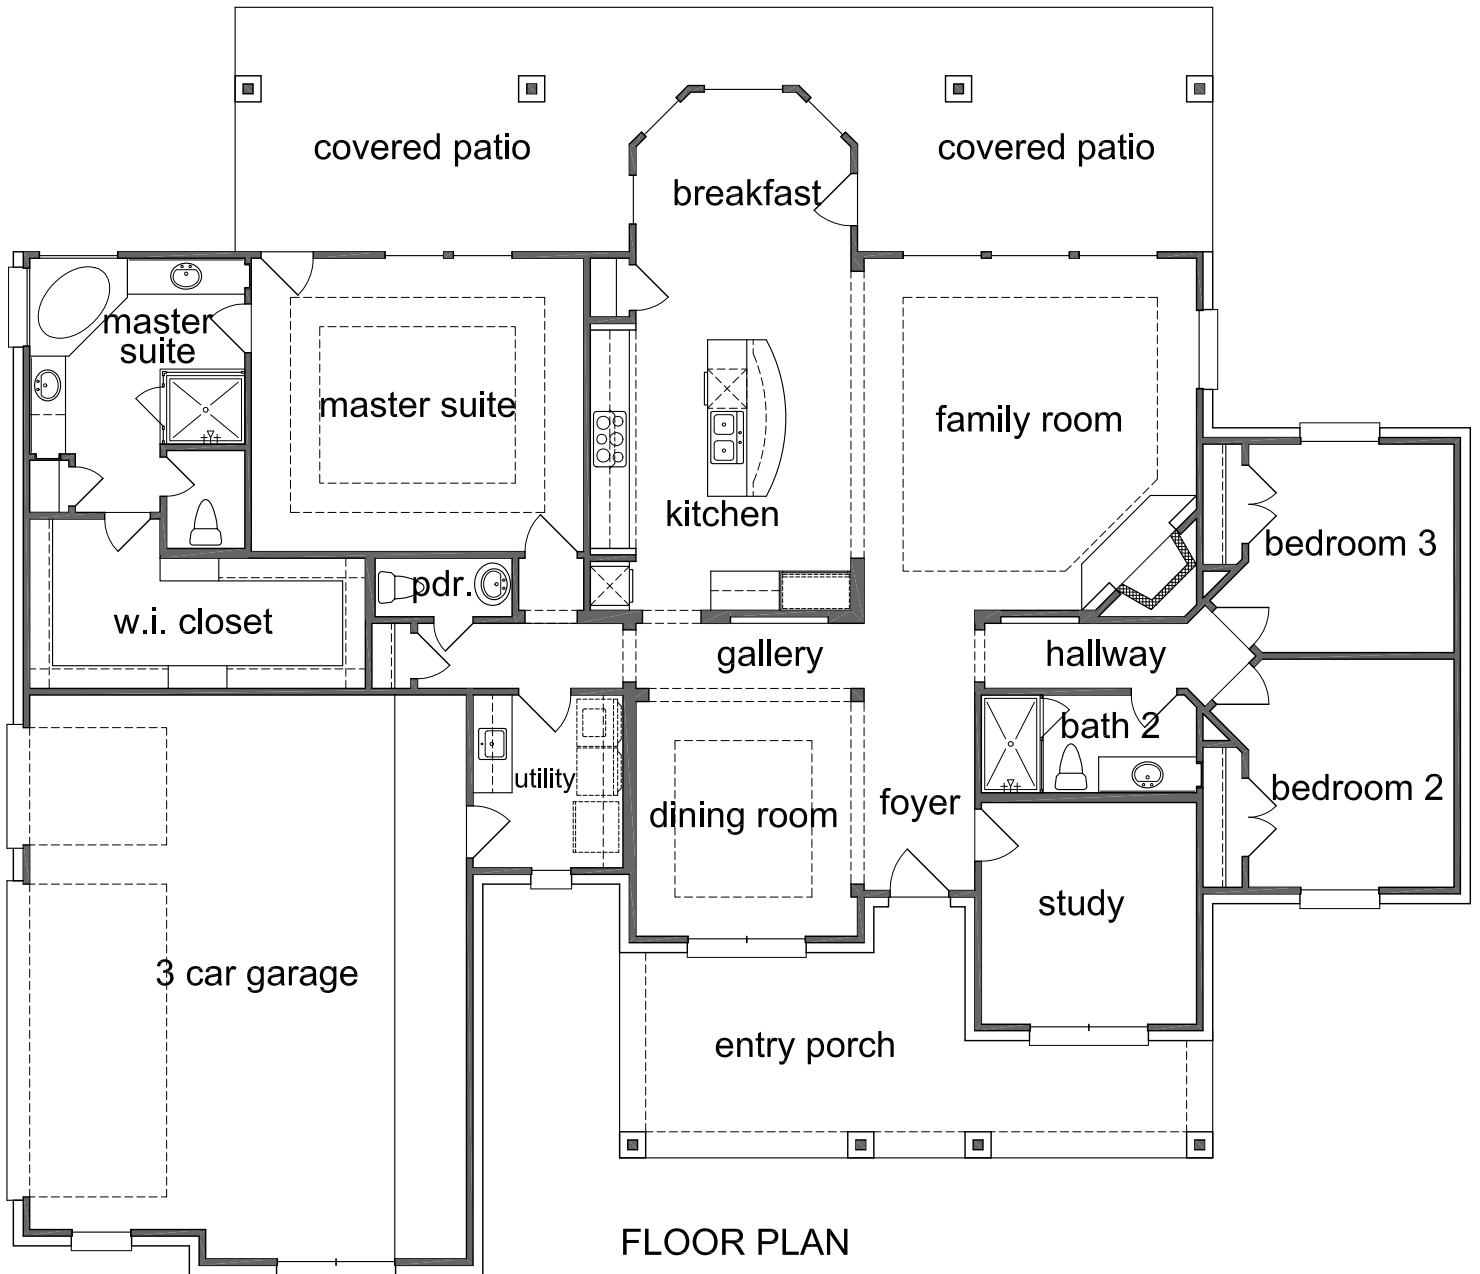 covered patio
covered patio
breakfast
master
suite
master suite
family room
kitchen
bedroom 3
pdr.
w.i. closet
gallery
hallway
bath 2
utility
bedroom 2
dining room
foyer
study
3 car garage
entry porch
FLOOR PLAN